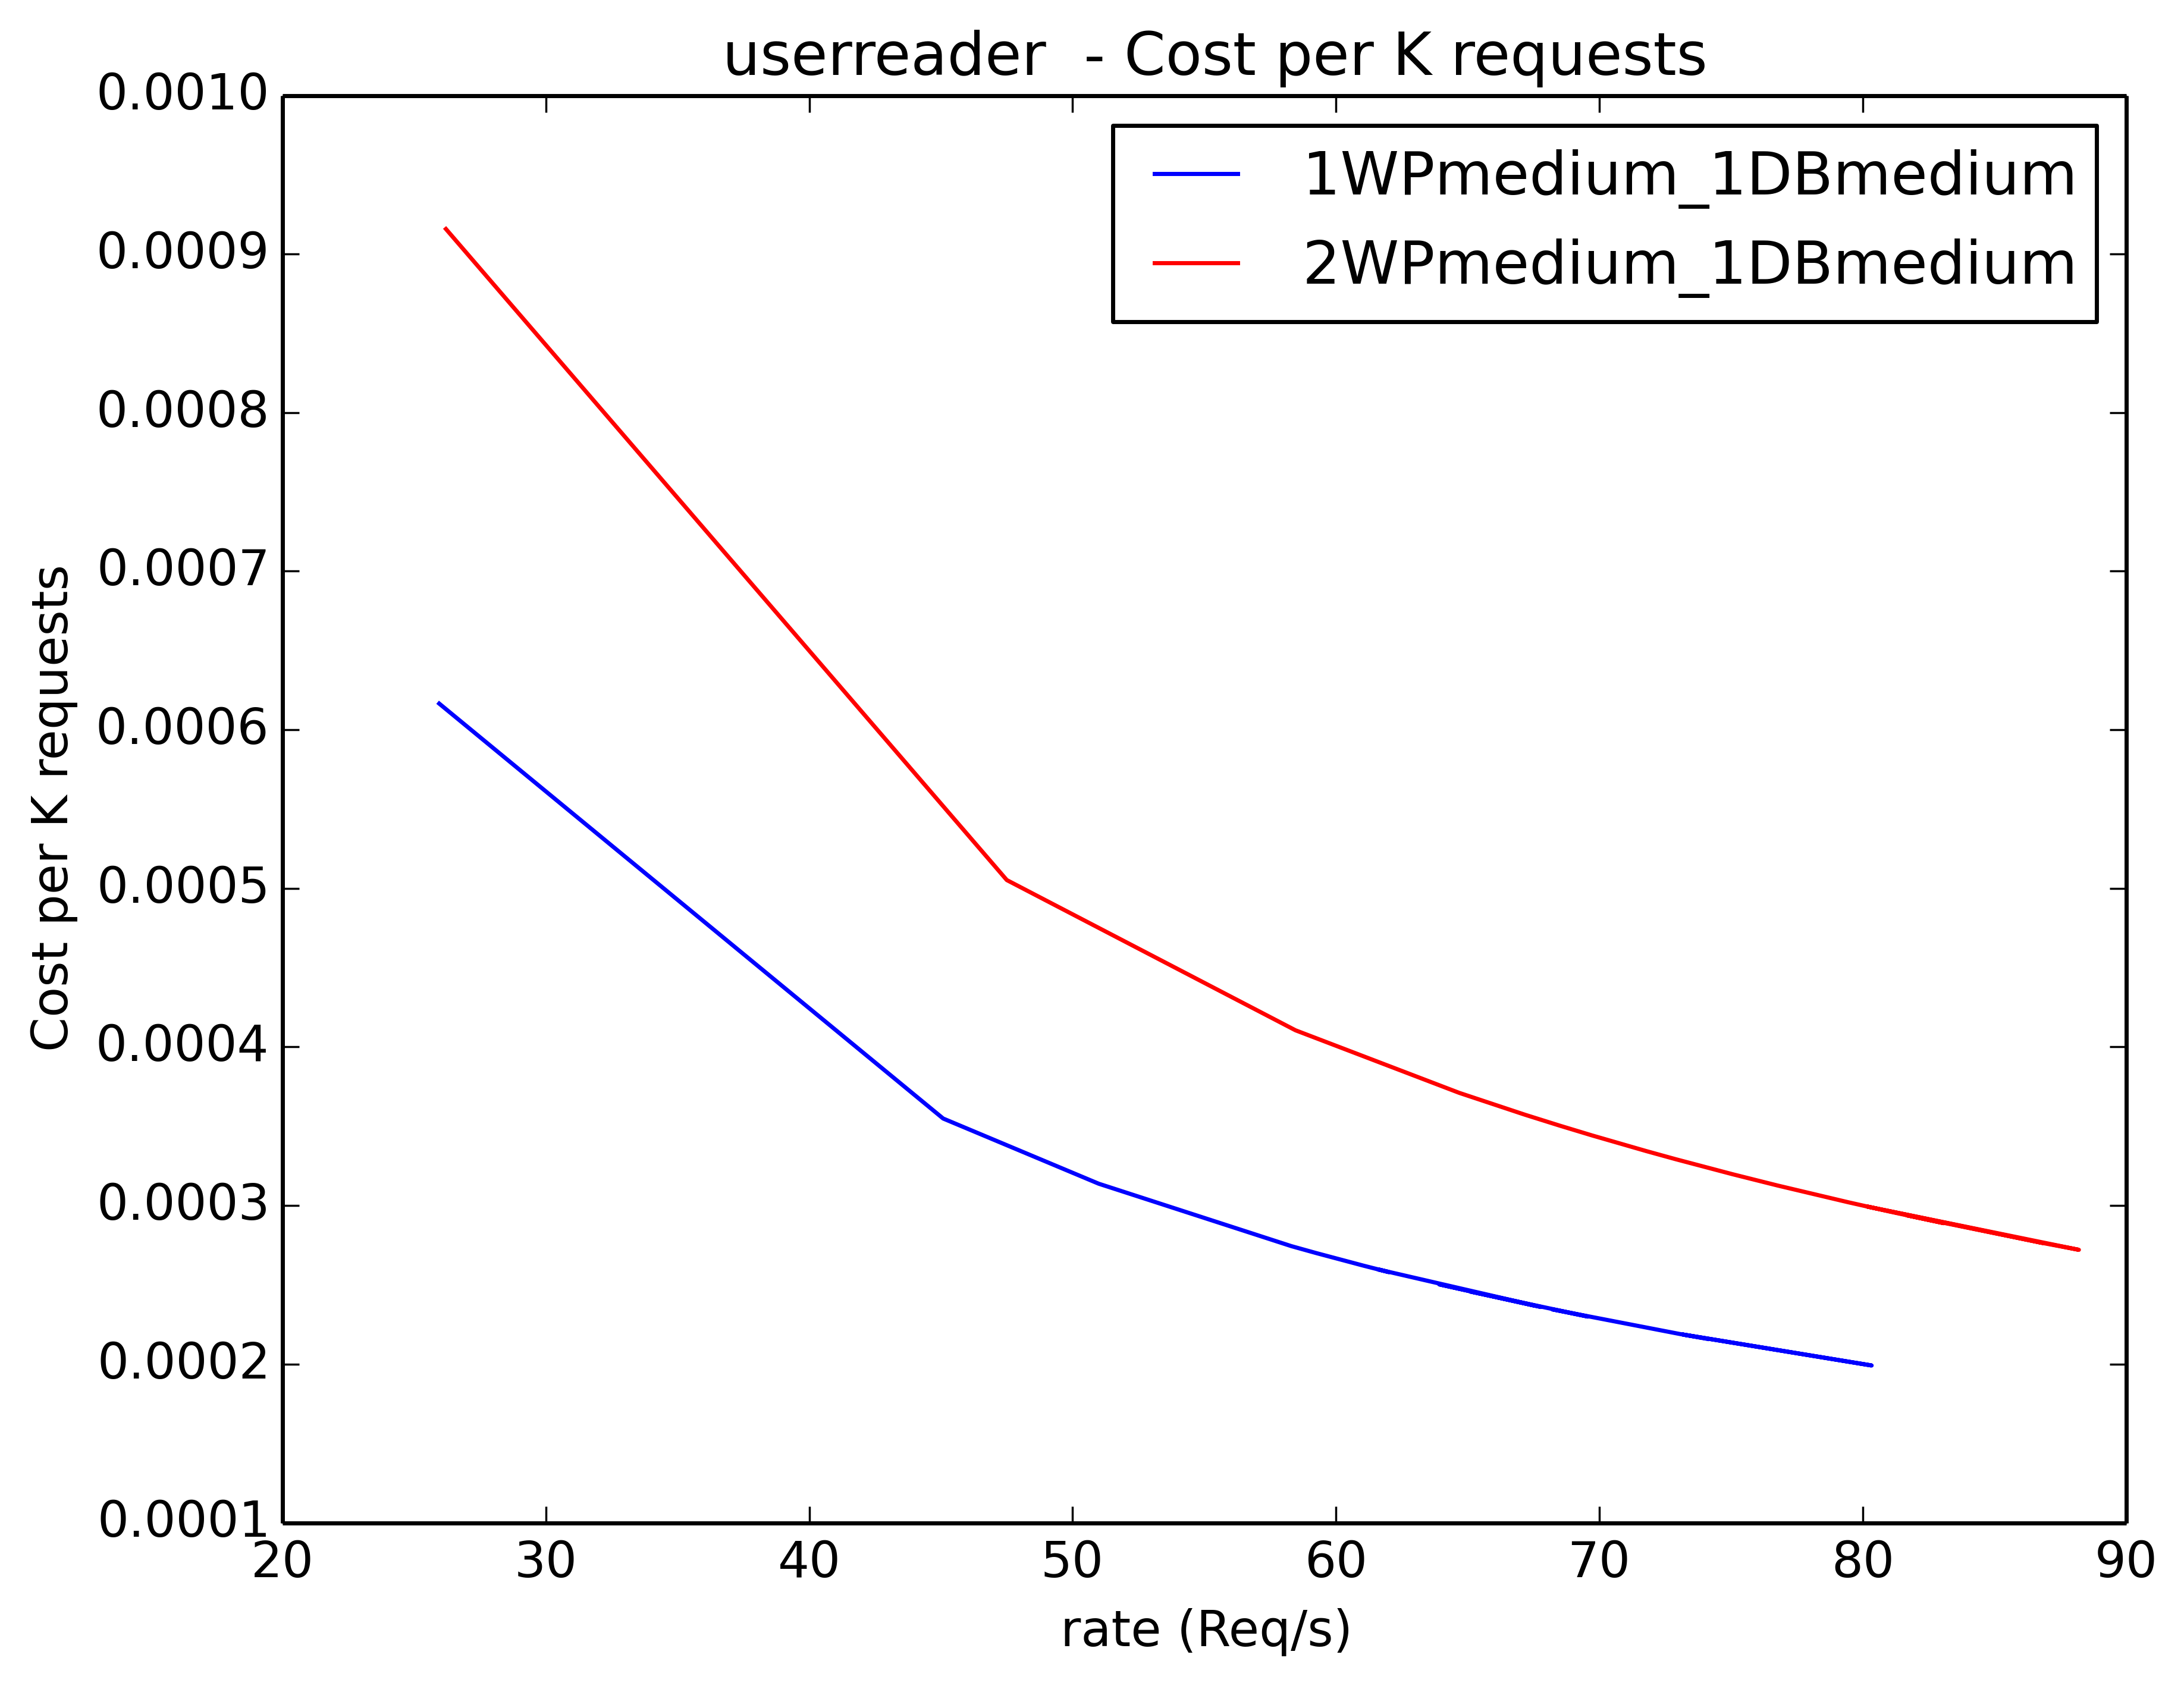 userreader  - Cost per K requests
1WPmedium_1DBmedium
2WPmedium_1DBmedium
Cost per K requests
0.0010
0.0009
0.0008
0.0007
0.0006
0.0005
0.0004
0.0003
0.0002
0.0001
20 30 40 50 60 70 80 90
rate (Req/s)